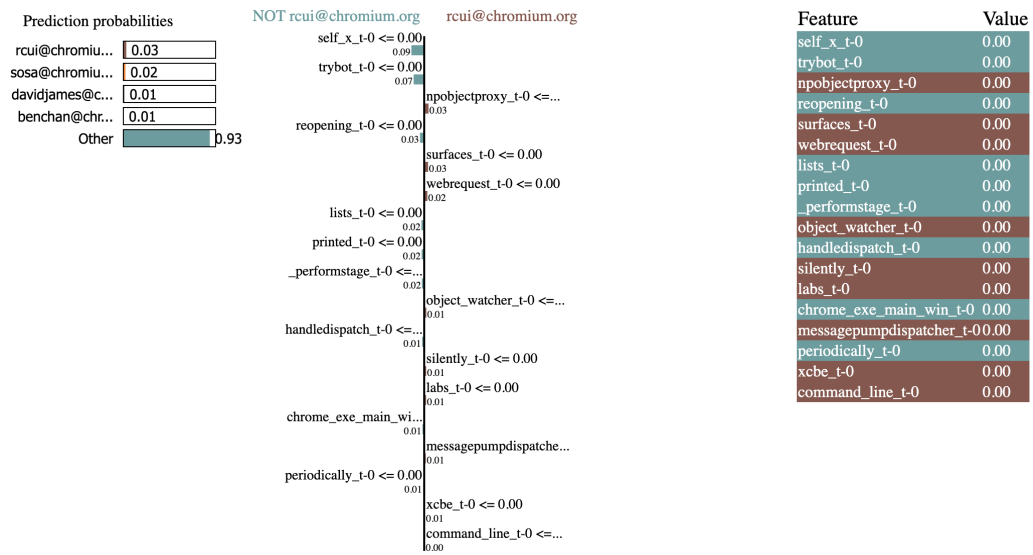 Prediction probabilities
rcui@chromiu... 0.03
sosa@chromiu... 0.02
davidjames@c... 0.01
benchan@chr... 0.01
Other 0.93
NOT rcui@chromium.org rcui@chromium.org
self_x_t-0 <= 0.00
0.09
trybot_t-0 <= 0.00
0.07
npobjectproxy_t-0 <=...
0.03
reopening_t-0 <= 0.00
0.03
surfaces_t-0 <= 0.00
0.03
webrequest_t-0 <= 0.00
0.02
lists_t-0 <= 0.00
0.02
printed_t-0 <= 0.00
0.02
_performstage_t-0 <=...
0.02
object_watcher_t-0 <=...
0.01
handledispatch_t-0 <=...
0.01
silently_t-0 <= 0.00
0.01
labs_t-0 <= 0.00
0.01
chrome_exe_main_wi...
0.01
messagepumpdispatche...
0.01
periodically_t-0 <= 0.00
0.01
xcbe_t-0 <= 0.00
0.01
command_line_t-0 <=...
0.00
Feature Value
self_x_t-0 0.00
trybot_t-0 0.00
npobjectproxy_t-0 0.00
reopening_t-0 0.00
surfaces_t-0 0.00
webrequest_t-0 0.00
lists_t-0 0.00
printed_t-0 0.00
_performstage_t-0 0.00
object_watcher_t-0 0.00
handledispatch_t-0 0.00
silently_t-0 0.00
labs_t-0 0.00
chrome_exe_main_win_t-0 0.00
messagepumpdispatcher_t-0 0.00
periodically_t-0 0.00
xcbe_t-0 0.00
command_line_t-0 0.00